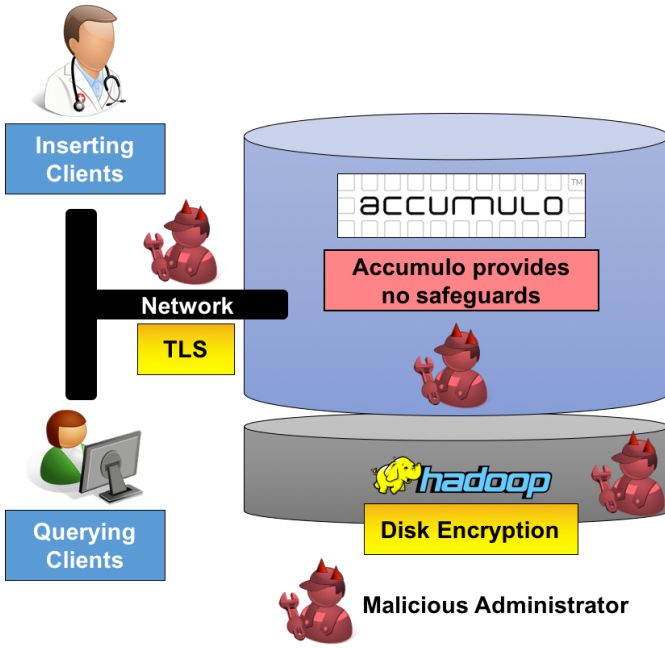 Inserting
Clients
accumulo
TM
Accumulo provides
no safeguards
Network
TLS
hadoop
Disk Encryption
Querying
Clients
Malicious Administrator